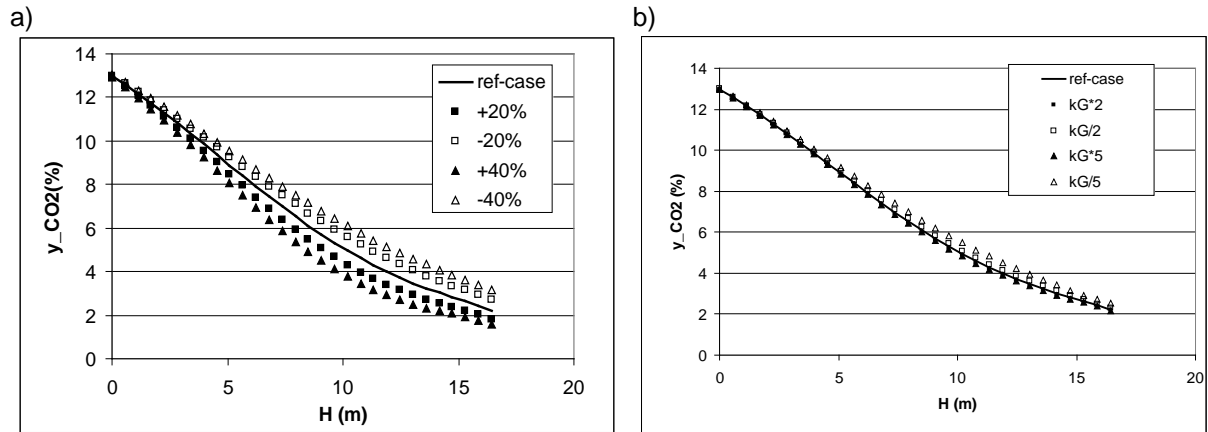 a)
14
12
10
8
6
4
2
0
y_CO2(%)
0 5 10 15 20
H (m)
ref-case
+20%
-20%
+40%
-40%
b)
14
12
10
8
6
4
2
0
y_CO2 (%)
0 5 10 15 20
H (m)
ref-case
kG*2
kG/2
kG*5
kG/5